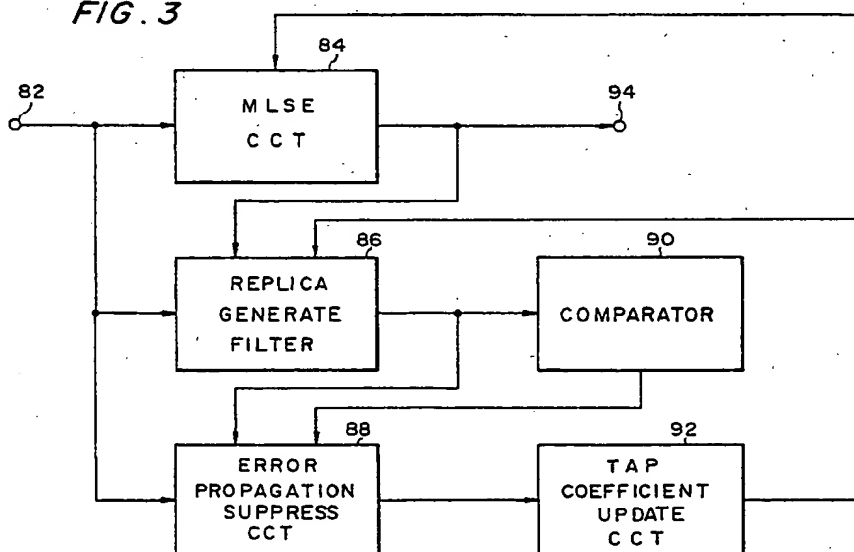 FIG. 3
84
82
MLSE
CCT
94
86
REPLICA
GENERATE
FILTER
90
COMPARATOR
88
ERROR
PROPAGATION
SUPPRESS
CCT
92
TAP
COEFFICIENT
UPDATE
CCT